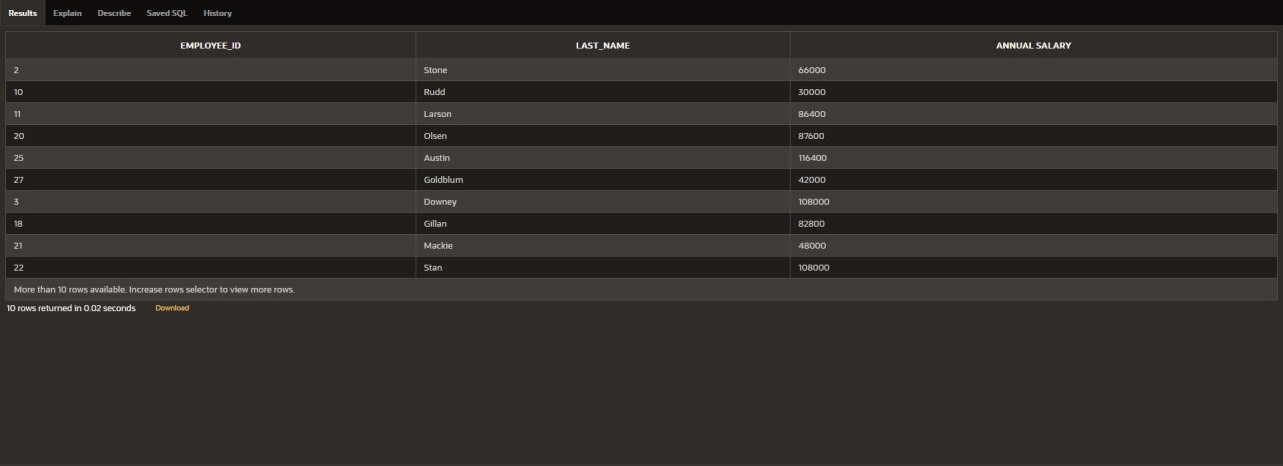 Results Explain Describe Saved SQL History
EMPLOYEE_ID LAST_NAME ANNUAL SALARY
2 Stone 66000
10 Rudd 30000
11 Larson 86400
20 Olsen 87600
25 Austin 116400
27 Goldblum 42000
3 Downey 108000
18 Gillan 82800
21 Mackie 48000
22 Stan 108000
More than 10 rows available. Increase rows selector to view more rows.
10 rows returned in 0.02 seconds Download